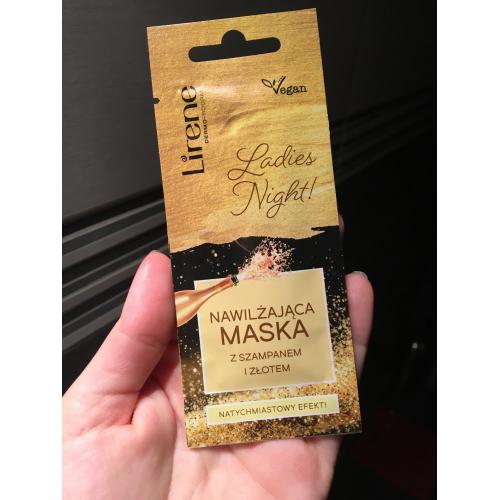 Lirene
DERMOPROGRAM
Vegan
Ladies
Night!
NAWILŻAJĄCA
MASKA
Z SZAMPANEM
I ZŁOTEM
NATYCHMIASTOWY EFEKT!